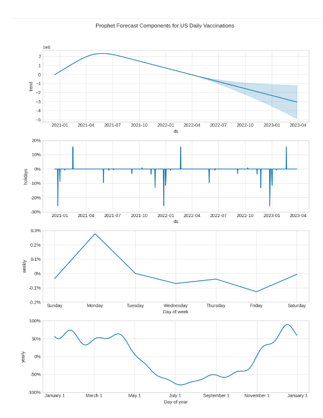 Prophet Forecast Components for US Daily Vaccinations
1e6
2
1
0
−1
−2
−3
−4
−5
trend
2021-01 2021-04 2021-07 2021-10 2022-01 2022-04 2022-07 2022-10 2023-01 2023-04
ds
20%
10%
0%
−10%
−20%
−30%
holidays
2021-01 2021-04 2021-07 2021-10 2022-01 2022-04 2022-07 2022-10 2023-01 2023-04
ds
0.3%
0.2%
0.1%
0%
−0.1%
−0.2%
weekly
Sunday Monday Tuesday Wednesday Thursday Friday Saturday
Day of week
100%
50%
0%
−50%
−100%
yearly
January 1 March 1 May 1 July 1 September 1 November 1 January 1
Day of year